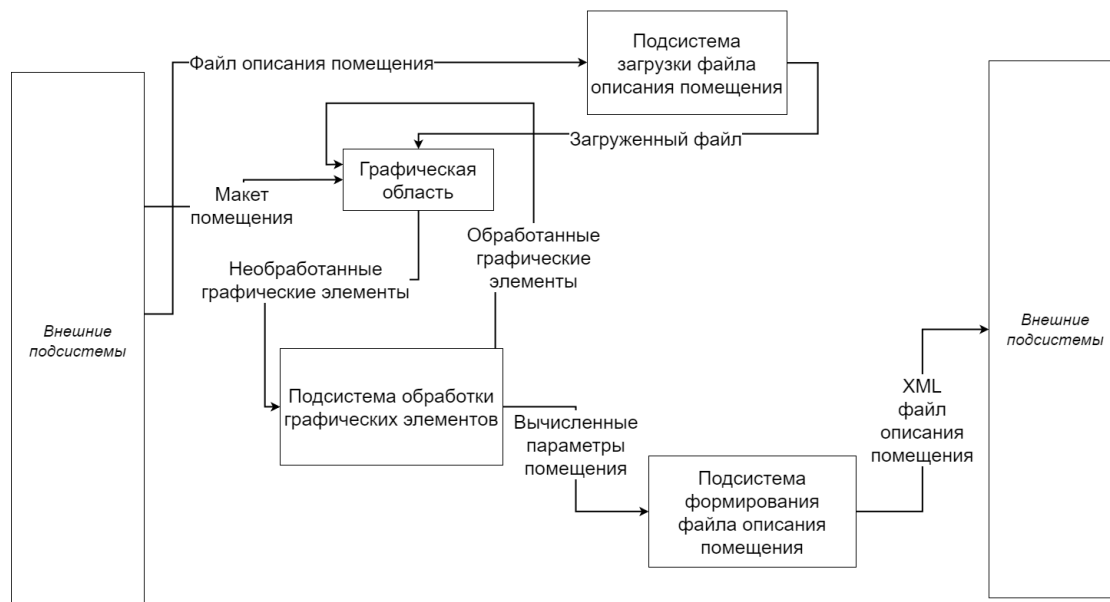 Подсистема
загрузки файла
описания помещения
Файл описания помещения
Загруженный файл
Графическая
область
Макет
помещения
Обработанные
графические
элементы
Необработанные
графические элементы
Внешние
подсистемы
Внешние
подсистемы
Подсистема обработки
графических элементов
Вычисленные
параметры
помещения
XML
файл
описания
помещения
Подсистема
формирования
файла описания
помещения